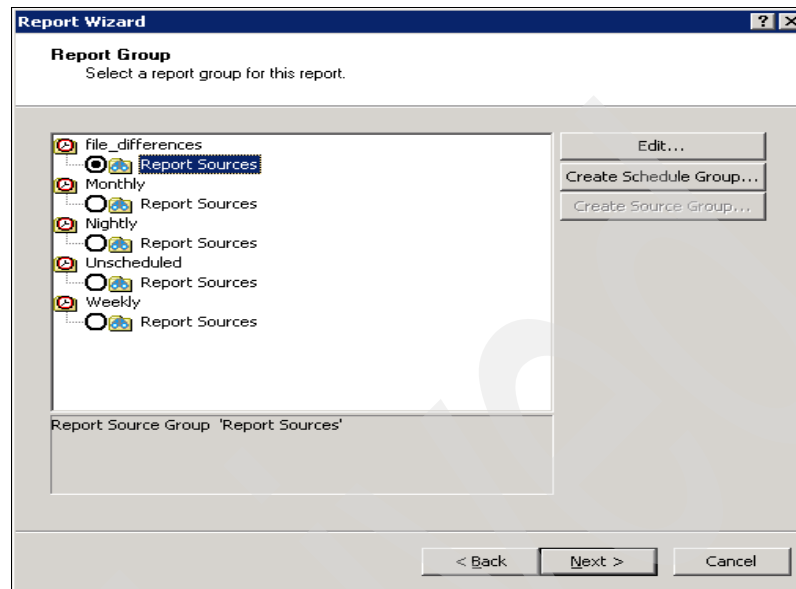 Report Wizard
Report Group
Select a report group for this report.
file_differences
Report Sources
Monthly
Report Sources
Nightly
Report Sources
Unscheduled
Report Sources
Weekly
Report Sources
Edit...
Create Schedule Group...
Create Source Group...
Report Source Group 'Report Sources'
< Back
Next >
Cancel